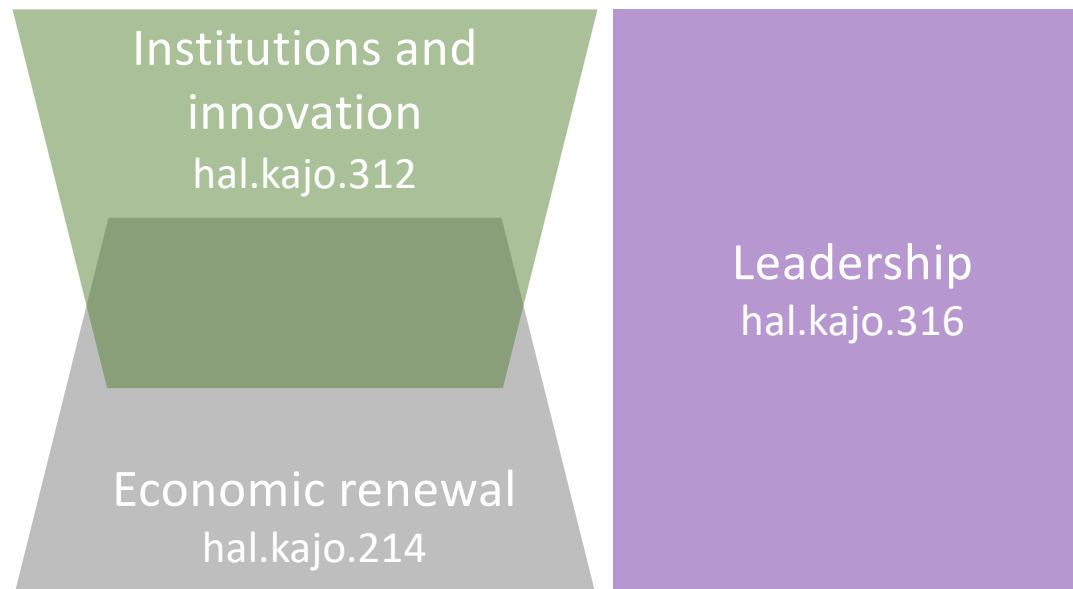 Institutions and
innovation
hal.kajo.312
Economic renewal
hal.kajo.214
Leadership
hal.kajo.316